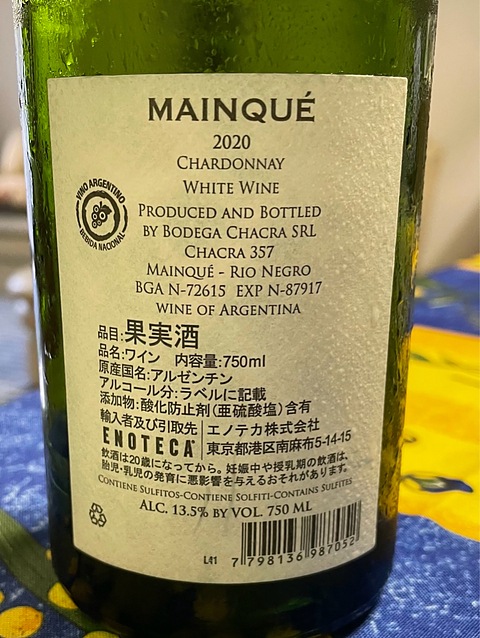 MAINQUÉ
2020
CHARDONNAY
WHITE WINE
VINO ARGENTINO
BEBIDA NACIONAL
PRODUCED AND BOTTLED
BY BODEGA CHACRA SRL
CHACRA 357
MAINQUÉ - RIO NEGRO
BGA N-72615 EXP N-87917
WINE OF ARGENTINA
品目:果実酒
品名:ワイン 内容量:750ml
原産国名:アルゼンチン
アルコール分:ラベルに記載
添加物:酸化防止剤(亜硫酸塩)含有
輸入者及び引取先
ENOTECA
エノテカ株式会社
東京都港区南麻布5-14-15
飲酒は20歳になってから。妊娠中や授乳期の飲酒は、
胎児・乳児の発育に悪影響を与えるおそれがあります。
CONTIENE SULFITOS-CONTIENE SOLFITI-CONTAINS SULFITES
ALC. 13.5% BY VOL. 750 ML
L41
7 798136 987052